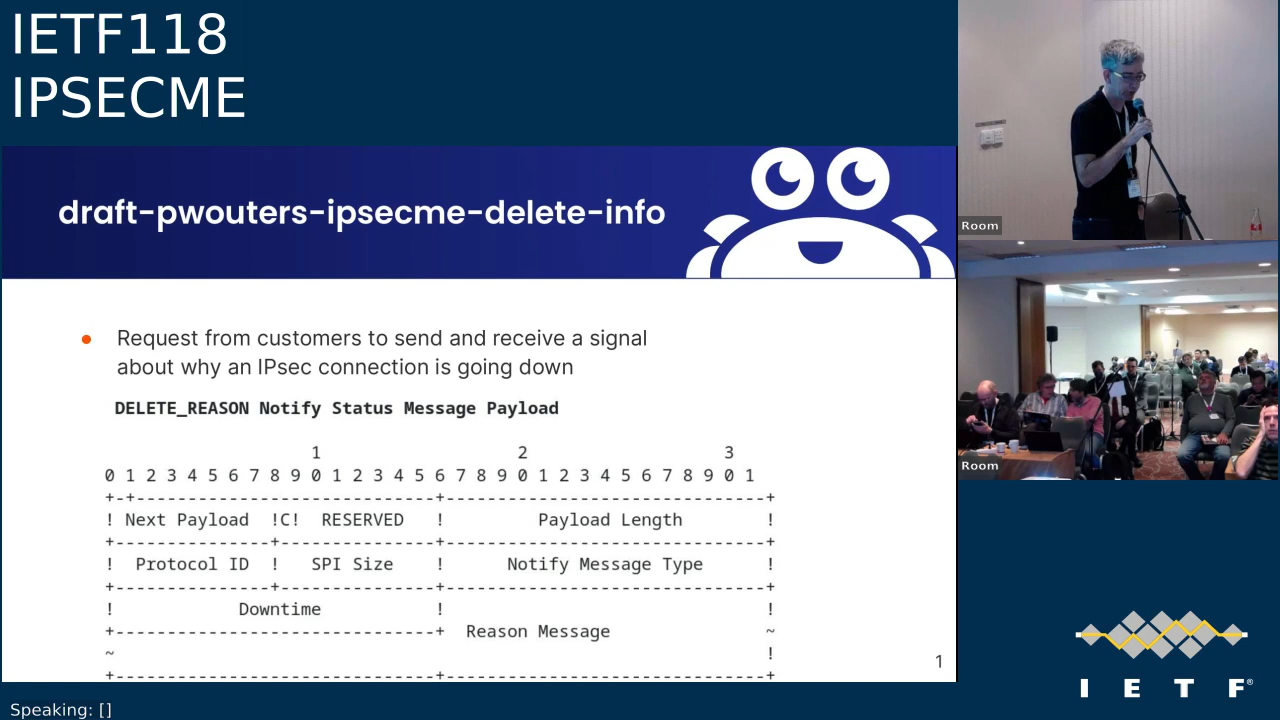 IETF118
IPSECME
draft-pwouters-ipsecme-delete-info
Request from customers to send and receive a signal
about why an IPsec connection is going down
DELETE_REASON Notify Status Message Payload
1 2 3
0 1 2 3 4 5 6 7 8 9 0 1 2 3 4 5 6 7 8 9 0 1 2 3 4 5 6 7 8 9 0 1
+-+-----------------------------+-------------------------------+
! Next Payload !C! RESERVED ! Payload Length !
+---------------+---------------+-------------------------------+
! Protocol ID ! SPI Size ! Notify Message Type !
+---------------+---------------+-------------------------------+
! Downtime ! !
+-------------------------------+ Reason Message ~
~ !
+-------------------------------+-------------------------------+
1
Room
Room
I E T F®
Speaking: []